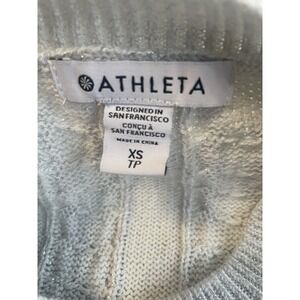 ATHLETA
DESIGNED IN
SAN FRANCISCO
CONÇU À
SAN FRANCISCO
MADE IN CHINA
XS
TP